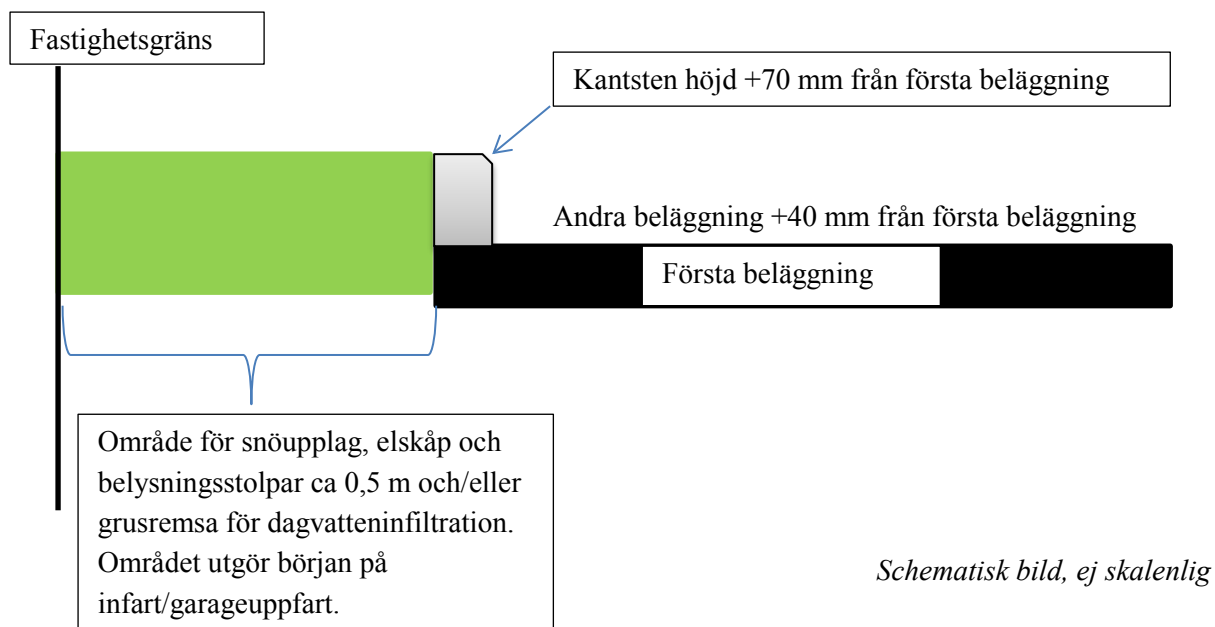 Fastighetsgräns
Kantsten höjd +70 mm från första beläggning
Andra beläggning +40 mm från första beläggning
Första beläggning
Område för snöupplag, elskåp och
belysningsstolpar ca 0,5 m och/eller
grusremsa för dagvatteninfiltration.
Området utgör början på
infart/garageuppfart.
Schematisk bild, ej skalenlig